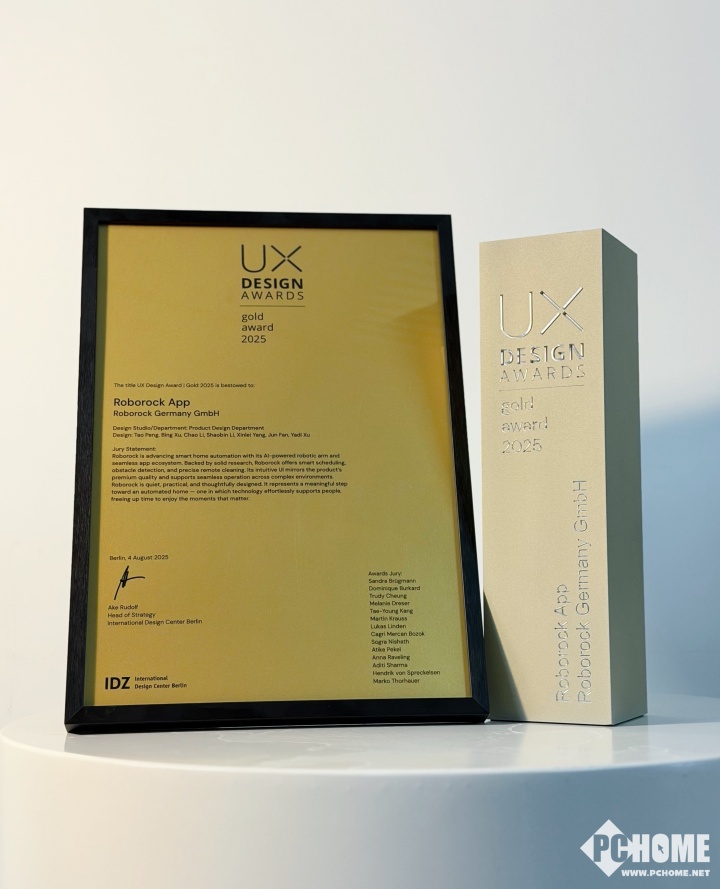 UX
DESIGN
AWARDS
gold
award
2025
The title UX Design Award | Gold 2025 is bestowed to:
Roborock App
Roborock Germany GmbH
Design Studio/Department: Product Design Department
Design: Tao Peng, Bing Xu, Chao Li, Shaobin Li, Xinlei Yang, Jun Fan, Yadi Xu
Jury Statement:
Roborock is advancing smart home automation with its AI-powered robotic arm and
seamless app ecosystem. Backed by solid research, Roborock offers smart scheduling,
obstacle detection, and precise remote cleaning. Its intuitive UI mirrors the product's
premium quality and supports seamless operation across complex environments.
Roborock is quiet, practical, and thoughtfully designed. It represents a meaningful step
toward an automated home — one in which technology effortlessly supports people,
freeing up time to enjoy the moments that matter.
Berlin, 4 August 2025
Ake Rudolf
Head of Strategy
International Design Center Berlin
IDZ International
Design Center Berlin
Awards Jury:
Sandra Brügmann
Dominique Burkard
Trudy Cheung
Melanie Dreser
Tae-Young Kang
Martin Krauss
Lukas Linden
Cagri Mercan Bozok
Sogra Nishath
Atika Pekel
Anna Raveling
Aditi Sharma
Hendrik von Spreckelsen
Marko Thorhauer
UX
DESIGN
AWARDS
gold
award
2025
Roborock App
Roborock Germany GmbH
PCHOME
WWW.PCHOME.NET